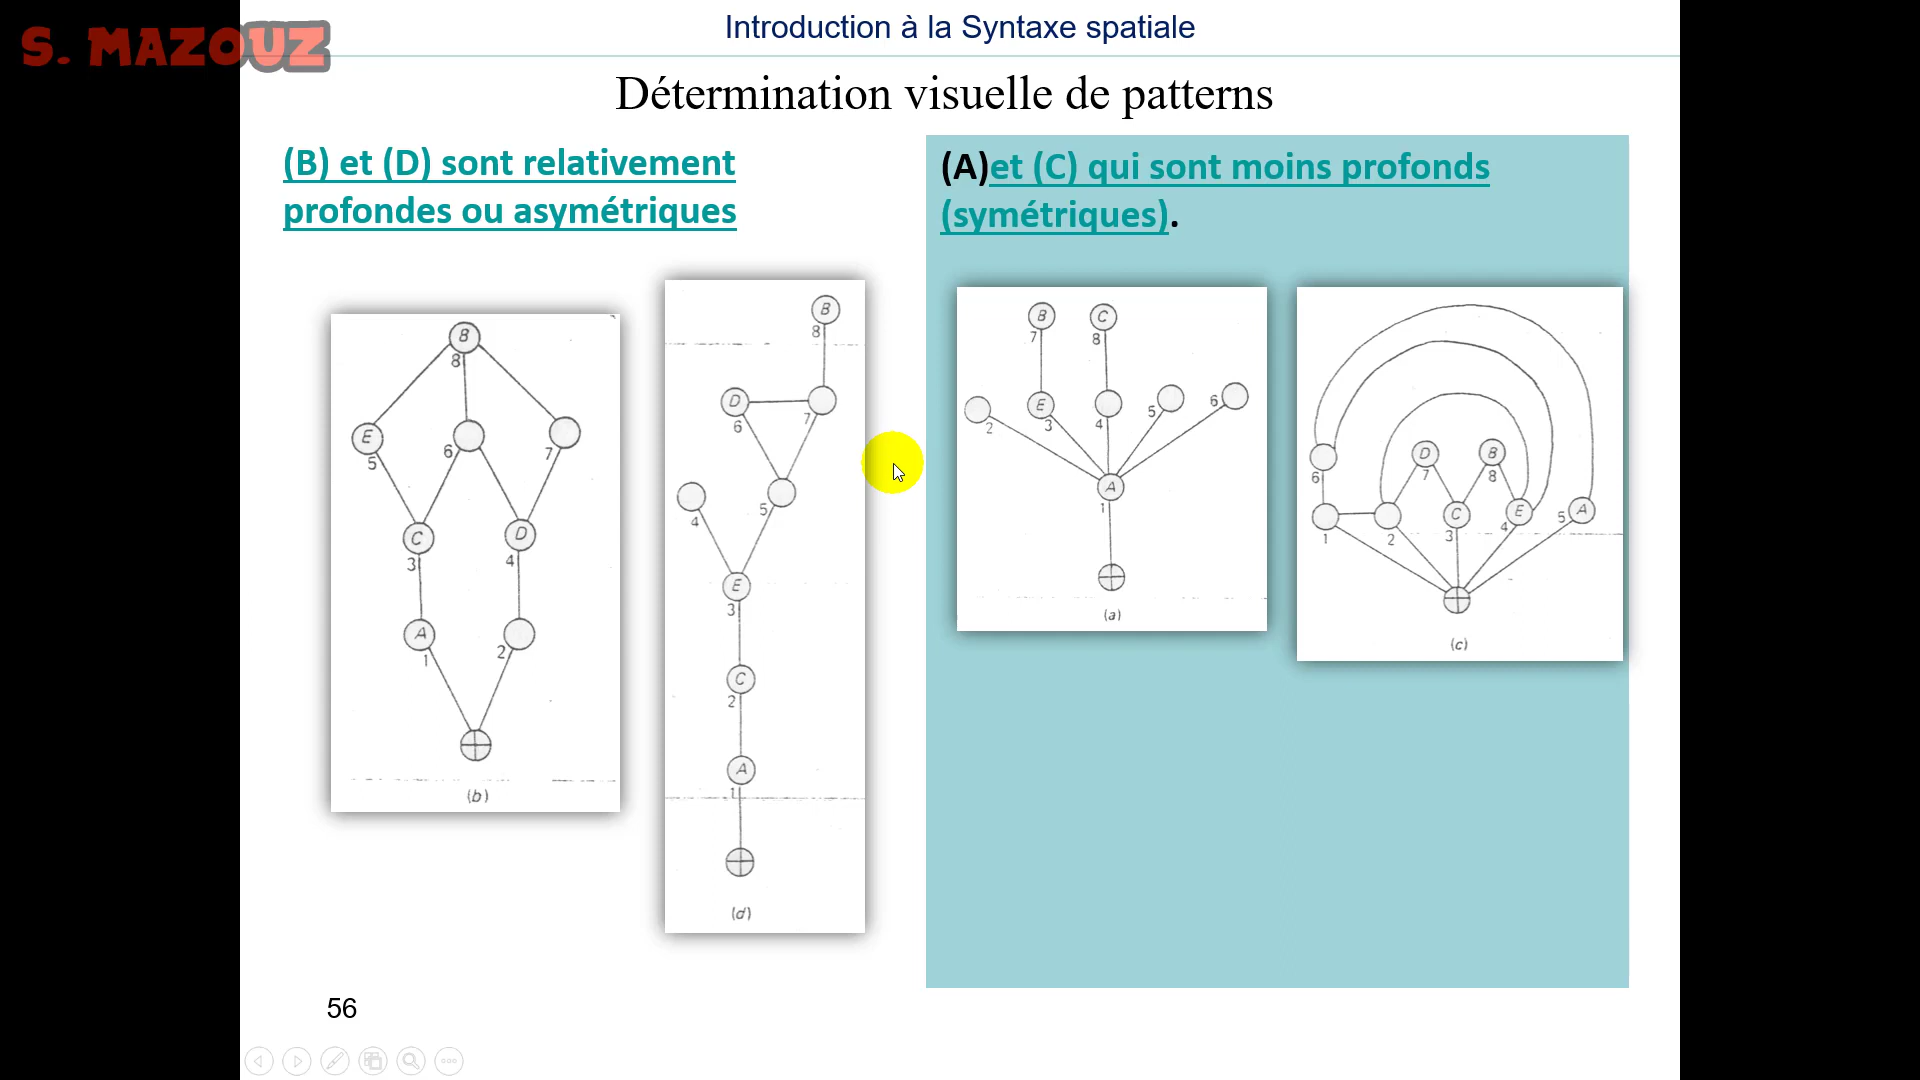 S. MAZOUZ
Introduction à la Syntaxe spatiale
Détermination visuelle de patterns
(B) et (D) sont relativement
profondes ou asymétriques
(A)et (C) qui sont moins profonds
(symétriques).
B
8
E
5
6
7
C
3
D
4
A
1
2
(b)
B
8
D
6
7
4
5
E
3
C
2
A
1
(d)
B
7
C
8
2
E
3
4
5
6
A
1
(a)
6
D
7
B
8
1
2
C
3
E
4
5
A
(c)
56